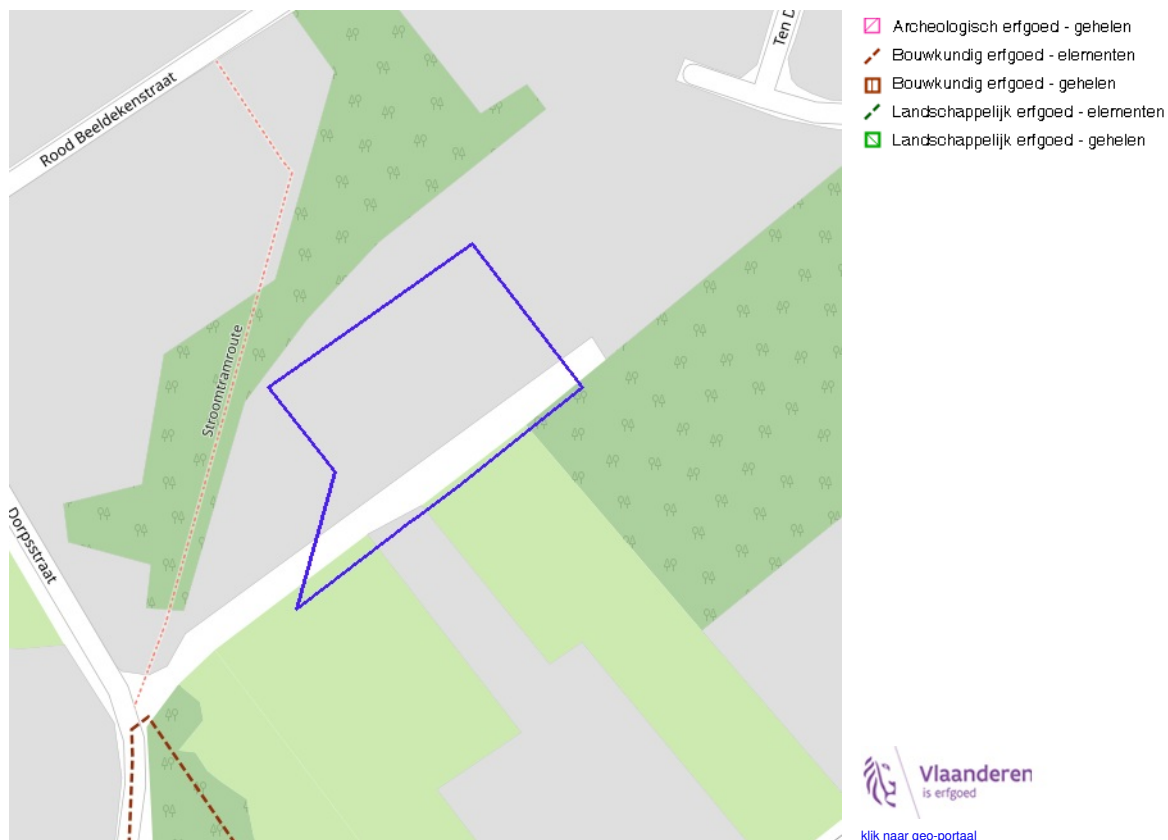 Rood Beeldekenstraat
Ten D
Stroomtramroute
Dorpsstraat
Archeologisch erfgoed - gehelen
Bouwkundig erfgoed - elementen
Bouwkundig erfgoed - gehelen
Landschappelijk erfgoed - elementen
Landschappelijk erfgoed - gehelen
Vlaanderen
is erfgoed
klik naar geo-portaal